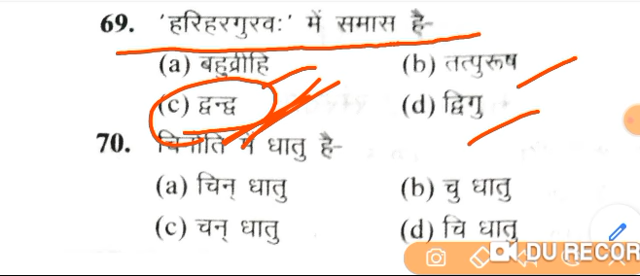 69. 'हरिहरगुरवः' में समास है-
(a) बहुव्रीहि (b) तत्पुरूष
(c) द्वन्द्व (d) द्विगु
70. चिनोति में धातु है-
(a) चिन् धातु (b) चु धातु
(c) चन् धातु (d) चि धातु
DU RECOR